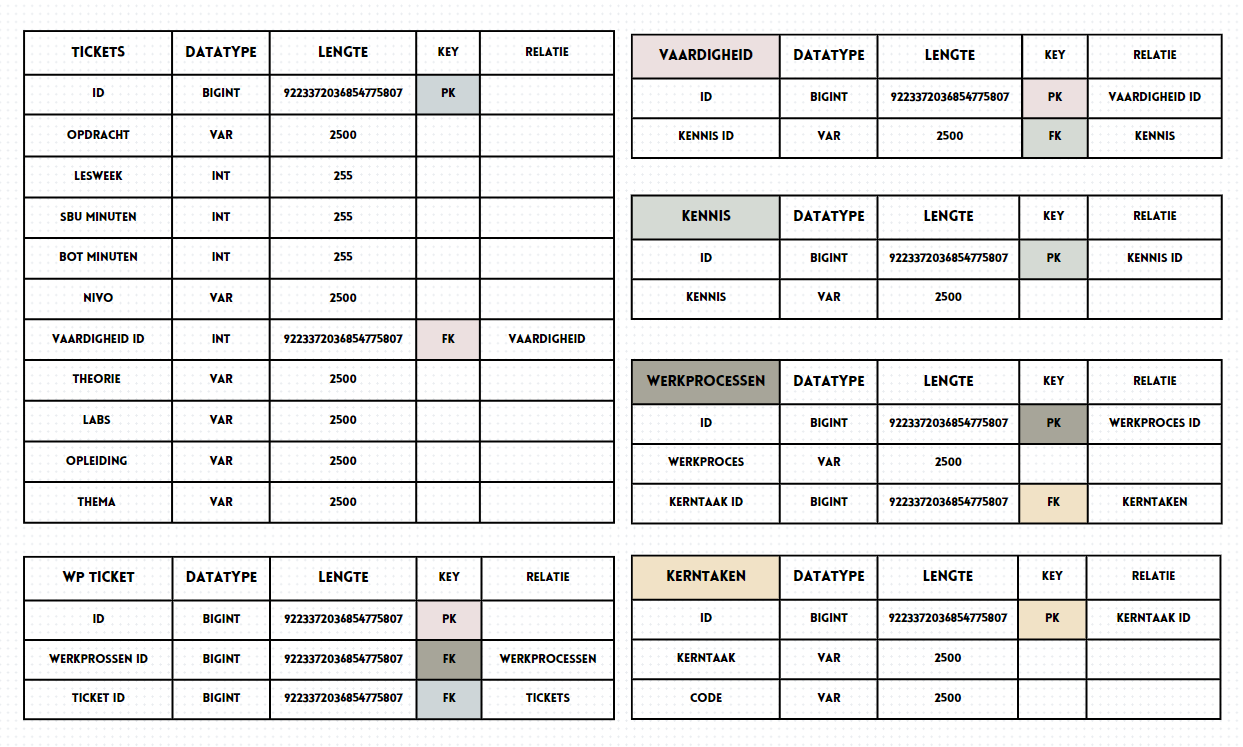 TICKETS DATATYPE LENGTE KEY RELATIE
ID BIGINT 9223372036854775807 PK
OPDRACHT VAR 2500
LESWEEK INT 255
SBU MINUTEN INT 255
BOT MINUTEN INT 255
NIVO VAR 2500
VAARDIGHEID ID INT 9223372036854775807 FK VAARDIGHEID
THEORIE VAR 2500
LABS VAR 2500
OPLEIDING VAR 2500
THEMA VAR 2500
WP TICKET DATATYPE LENGTE KEY RELATIE
ID BIGINT 9223372036854775807 PK
WERKPROSSEN ID BIGINT 9223372036854775807 FK WERKPROCESSEN
TICKET ID BIGINT 9223372036854775807 FK TICKETS
VAARDIGHEID DATATYPE LENGTE KEY RELATIE
ID BIGINT 9223372036854775807 PK VAARDIGHEID ID
KENNIS ID VAR 2500 FK KENNIS
KENNIS DATATYPE LENGTE KEY RELATIE
ID BIGINT 9223372036854775807 PK KENNIS ID
KENNIS VAR 2500
WERKPROCESSEN DATATYPE LENGTE KEY RELATIE
ID BIGINT 9223372036854775807 PK WERKPROCES ID
WERKPROCES VAR 2500
KERNTAAK ID BIGINT 9223372036854775807 FK KERNTAKEN
KERNTAKEN DATATYPE LENGTE KEY RELATIE
ID BIGINT 9223372036854775807 PK KERNTAAK ID
KERNTAAK VAR 2500
CODE VAR 2500